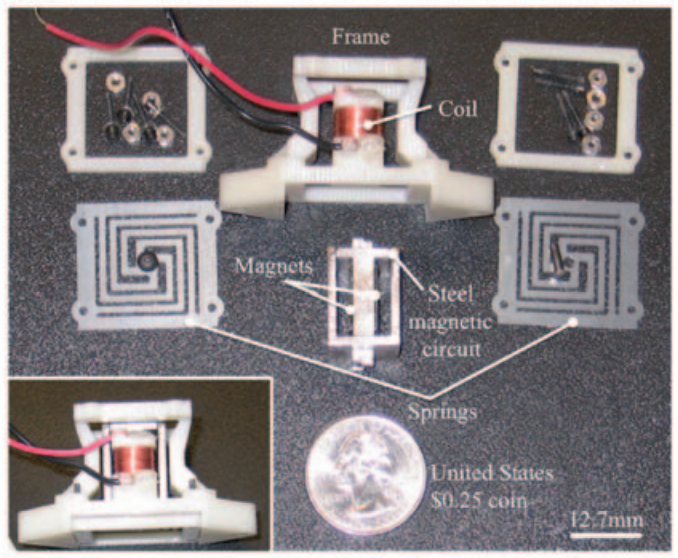 Frame
Coil
Magnets
Steel
magnetic
circuit
Springs
United States
$0.25 coin
12.7mm